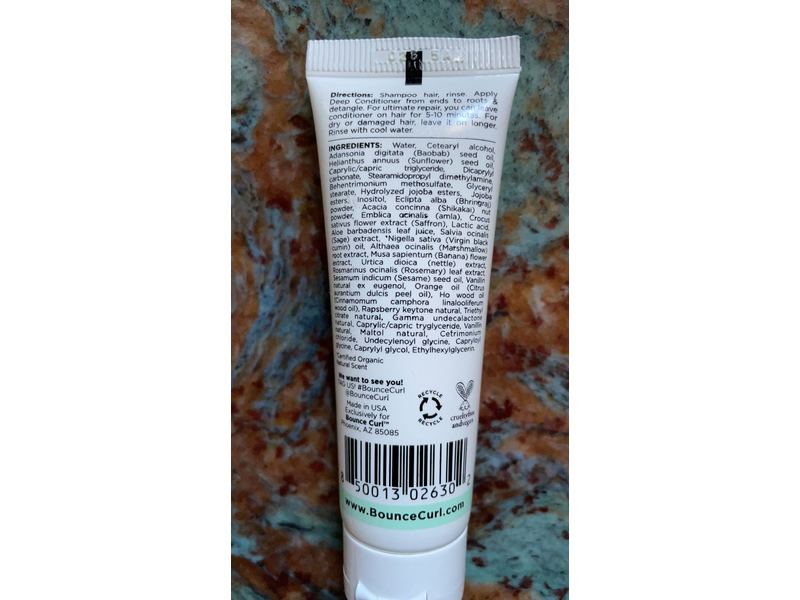 Directions: Shampoo hair, rinse. Apply
Deep Conditioner from ends to roots &
detangle. For ultimate repair, you can leave
conditioner on hair for 5-10 minutes. For
dry or damaged hair, leave it on longer.
Rinse with cool water.
INGREDIENTS: Water, Cetearyl alcohol,
Adansonia digitata (Baobab) seed oil,
Helianthus annuus (Sunflower) seed oil,
Caprylic/capric triglyceride, Dicaprylyl
carbonate, Stearamidopropyl dimethylamine,
Behentrimonium methosulfate, Glyceryl
stearate, Hydrolyzed jojoba esters, Jojoba
esters, Inositol, Eclipta alba (Bhringraj)
powder, Acacia concinna (Shikakai) nut
powder, Emblica ocinalis (amla), Crocus
sativus flower extract (Saffron), Lactic acid,
Aloe barbadensis leaf juice, Salvia ocinalis
(Sage) extract, *Nigella sativa (Virgin black
cumin) oil, Althaea ocinalis (Marshmallow)
root extract, Musa sapientum (Banana) flower
extract, Urtica dioica (nettle) extract,
Rosmarinus ocinalis (Rosemary) leaf extract,
Sesamum indicum (Sesame) seed oil, Vanillin
natural ex eugenol, Orange oil (Citrus
aurantium dulcis peel oil), Ho wood oil
(Cinnamomum camphora linalooliferum
wood oil), Rapsberry keytone natural, Triethyl
citrate natural, Gamma undecalactone
natural, Caprylic/capric tryglyceride, Vanillin
natural, Maltol natural, Cetrimonium
chloride, Undecylenoyl glycine, Capryloyl
glycine, Caprylyl glycol, Ethylhexylglycerin.
*Certified Organic
Natural Scent
We want to see you!
TAG US! #BounceCurl
@BounceCurl
Made in USA
Exclusively for
Bounce Curl™
Phoenix, AZ 85085
RECYCLE
RECYCLE
crueltyfree
andvegan
8 50013 02630 2
www.BounceCurl.com